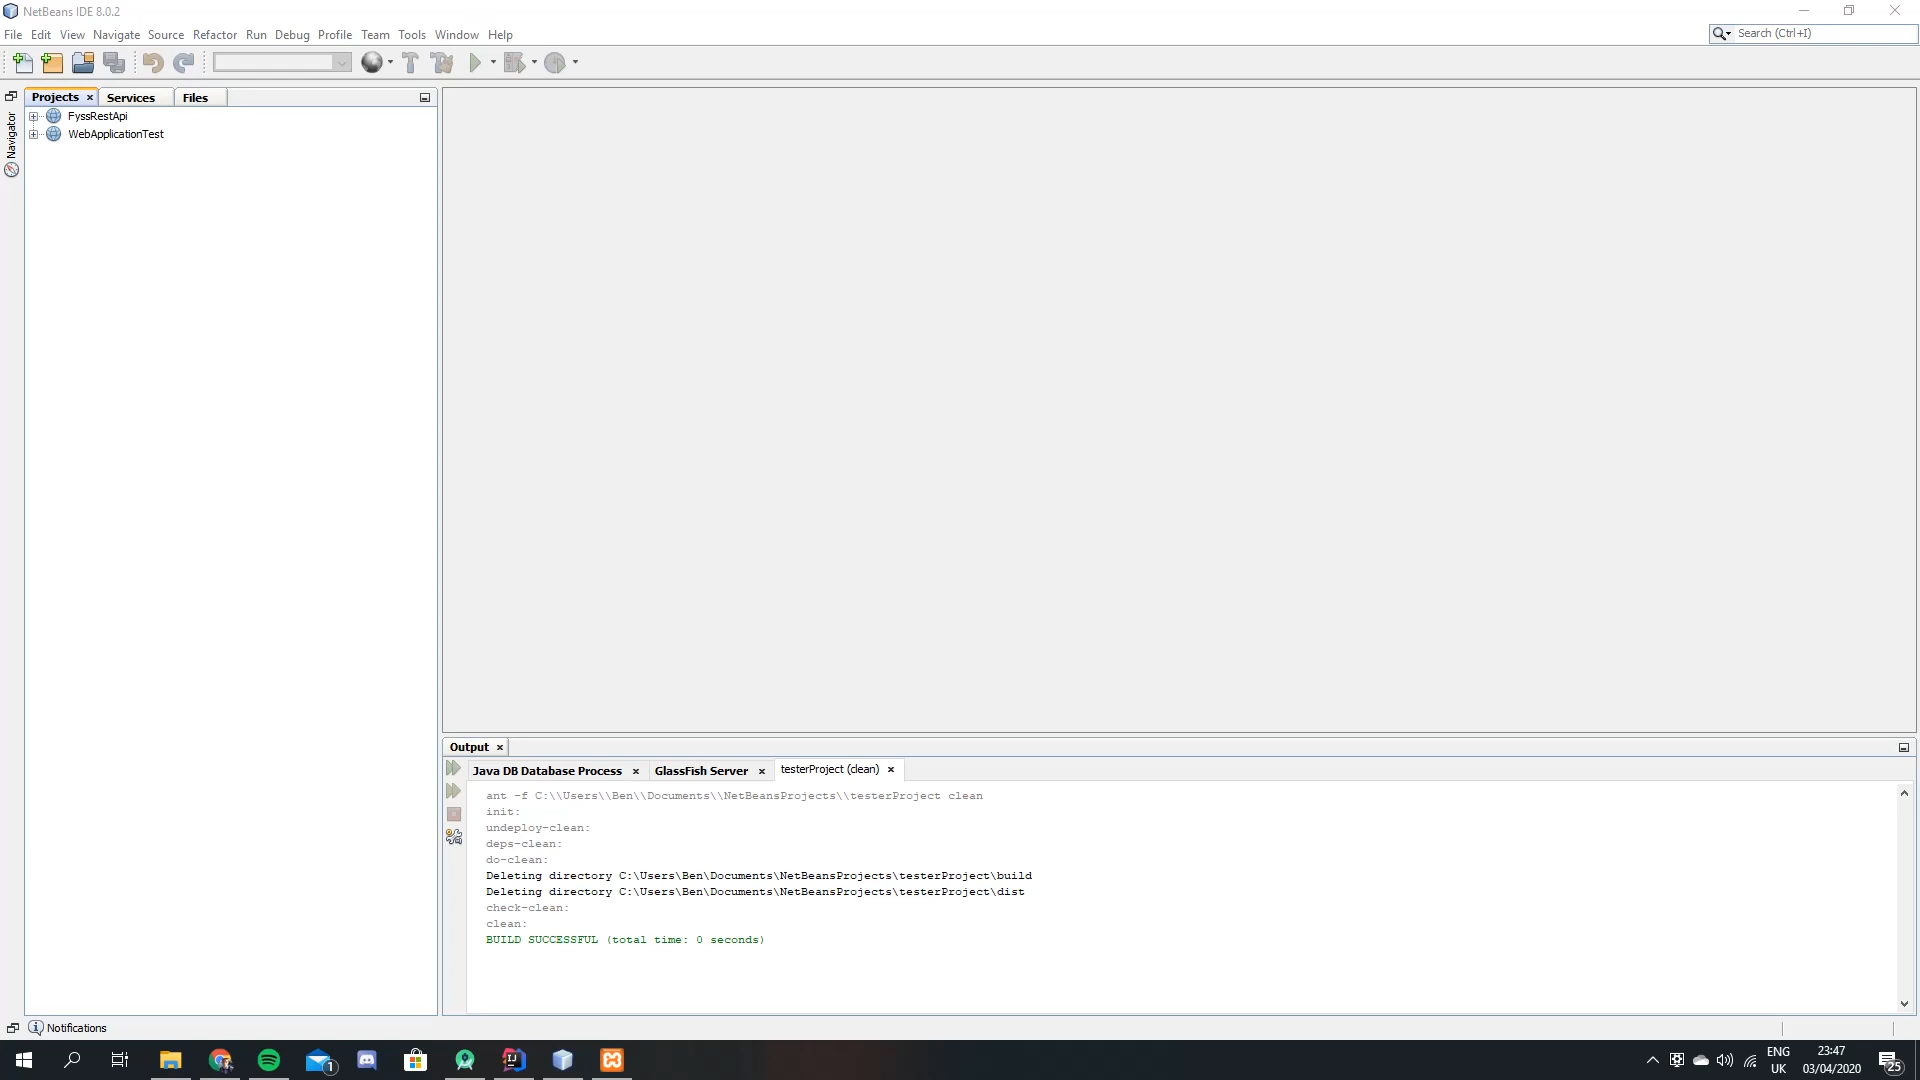 NetBeans IDE 8.0.2
File Edit View Navigate Source Refactor Run Debug Profile Team Tools Window Help
Search (Ctrl+I)
Projects Services Files
Navigator
FyssRestApi
WebApplicationTest
Output
Java DB Database Process GlassFish Server testerProject (clean)
ant -f C:\\Users\\Ben\\Documents\\NetBeansProjects\\testerProject clean
init:
undeploy-clean:
deps-clean:
do-clean:
Deleting directory C:\Users\Ben\Documents\NetBeansProjects\testerProject\build
Deleting directory C:\Users\Ben\Documents\NetBeansProjects\testerProject\dist
check-clean:
clean:
BUILD SUCCESSFUL (total time: 0 seconds)
Notifications
1
IJ
ENG
UK
23:47
03/04/2020
25